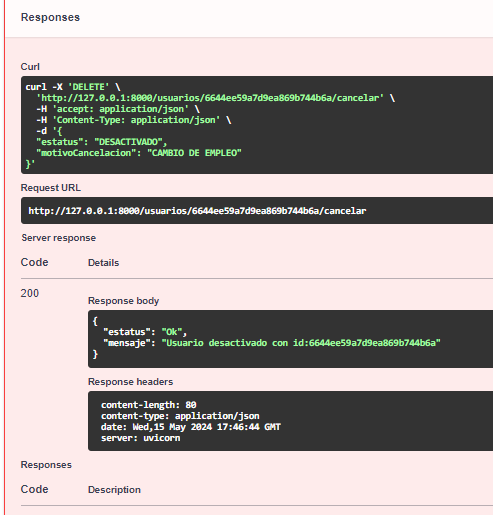 Responses
Curl
curl -X 'DELETE' \
'http://127.0.0.1:8000/usuarios/6644ee59a7d9ea869b744b6a/cancelar' \
-H 'accept: application/json' \
-H 'Content-Type: application/json' \
-d '{
"estatus": "DESACTIVADO",
"motivoCancelacion": "CAMBIO DE EMPLEO"
}'
Request URL
http://127.0.0.1:8000/usuarios/6644ee59a7d9ea869b744b6a/cancelar
Server response
Code Details
200
Response body
{
"estatus": "Ok",
"mensaje": "Usuario desactivado con id:6644ee59a7d9ea869b744b6a"
}
Response headers
content-length: 80
content-type: application/json
date: Wed,15 May 2024 17:46:44 GMT
server: uvicorn
Responses
Code Description